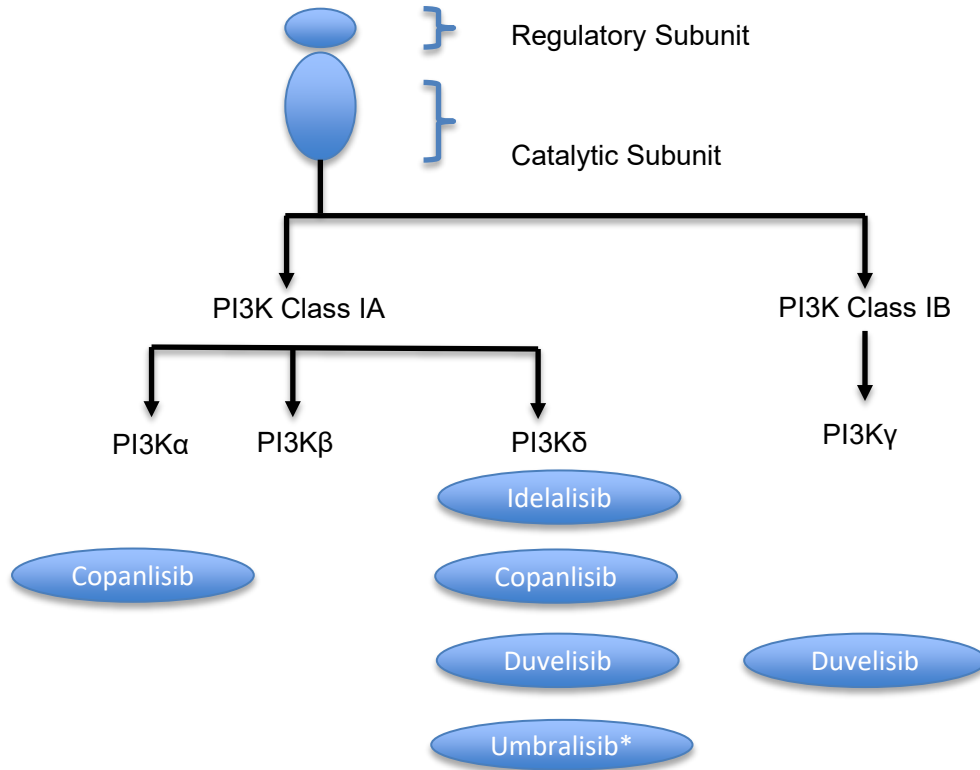 Regulatory Subunit
Catalytic Subunit
PI3K Class IA
PI3K Class IB
PI3Kα
PI3Kβ
PI3Kδ
PI3Kγ
Idelalisib
Copanlisib
Copanlisib
Duvelisib
Duvelisib
Umbralisib*